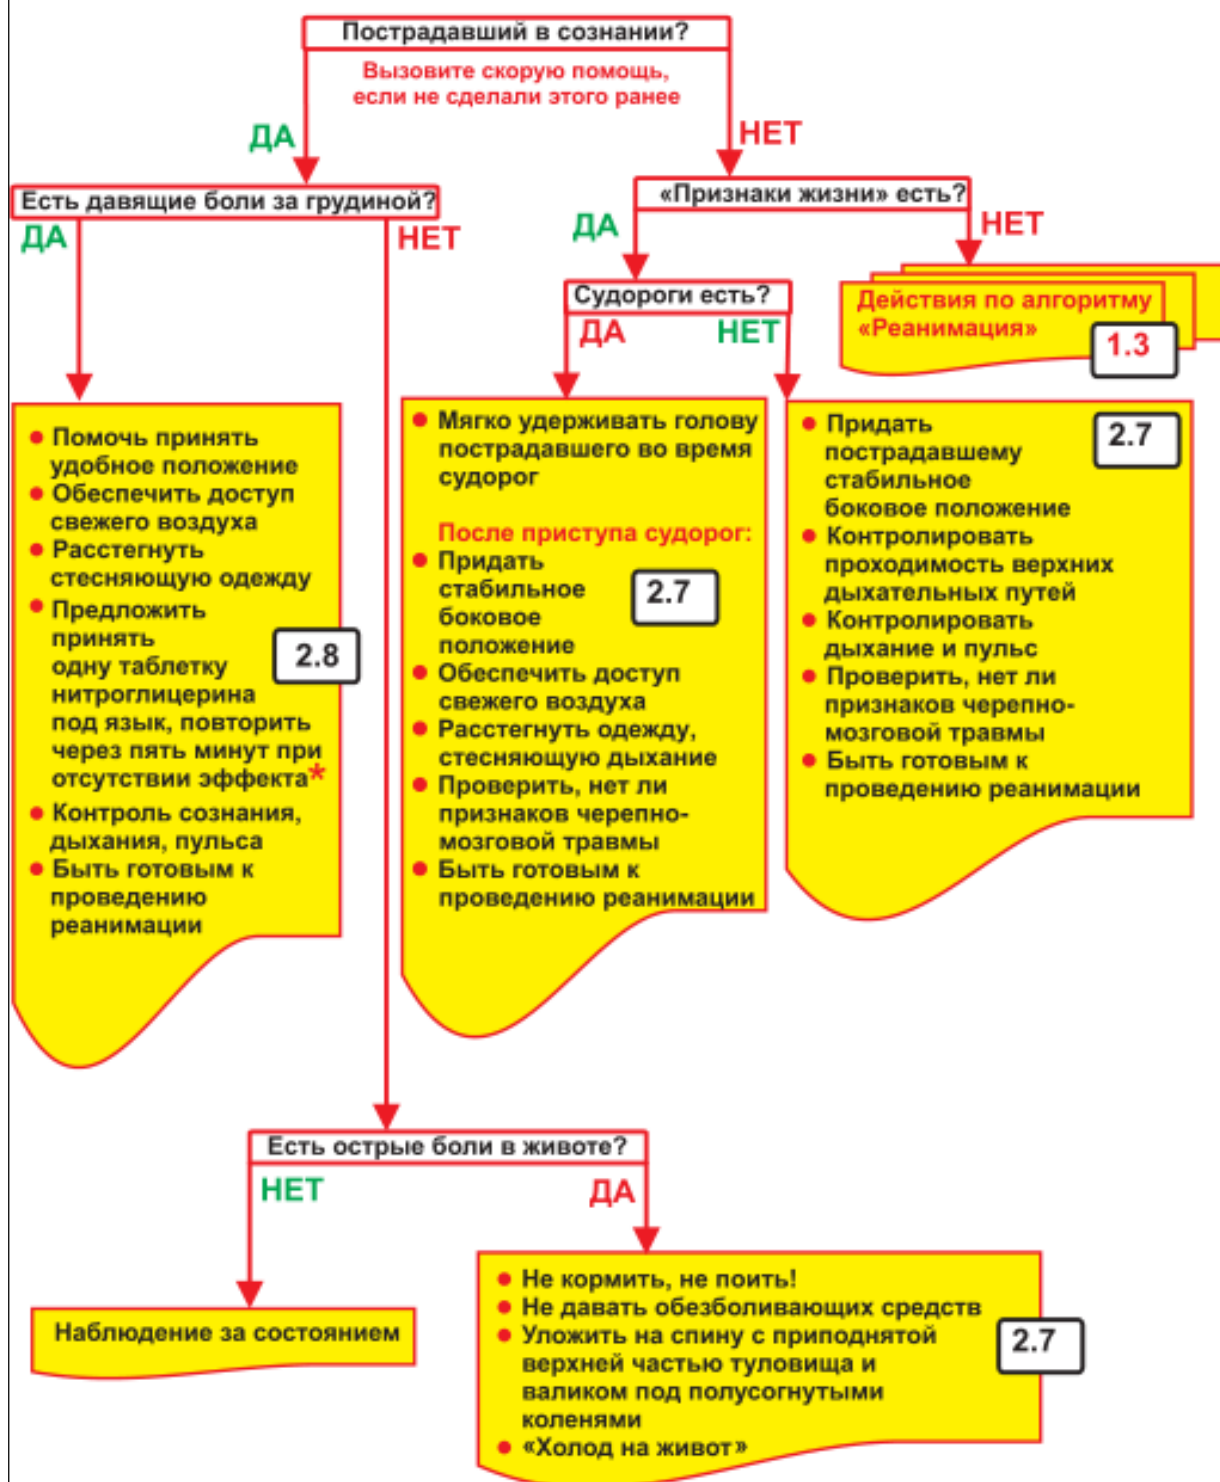 Пострадавший в сознании?
Вызовите скорую помощь,
если не сделали этого ранее
ДА
НЕТ
Есть давящие боли за грудиной?
ДА
НЕТ
«Признаки жизни» есть?
ДА
НЕТ
Судороги есть?
ДА
НЕТ
Действия по алгоритму
«Реанимация»
1.3
Помочь принять
удобное положение
Обеспечить доступ
свежего воздуха
Расстегнуть
стесняющую одежду
Предложить
принять
одну таблетку
нитроглицерина
под язык, повторить
через пять минут при
отсутствии эффекта*
Контроль сознания,
дыхания, пульса
Быть готовым к
проведению
реанимации
2.8
Мягко удерживать голову
пострадавшего во время
судорог
После приступа судорог:
Придать
стабильное
боковое
положение
Обеспечить доступ
свежего воздуха
Расстегнуть одежду,
стесняющую дыхание
Проверить, нет ли
признаков черепно-
мозговой травмы
Быть готовым к
проведению реанимации
2.7
Придать
пострадавшему
стабильное
боковое положение
Контролировать
проходимость верхних
дыхательных путей
Контролировать
дыхание и пульс
Проверить, нет ли
признаков черепно-
мозговой травмы
Быть готовым к
проведению реанимации
2.7
Есть острые боли в животе?
НЕТ
ДА
Наблюдение за состоянием
Не кормить, не поить!
Не давать обезболивающих средств
Уложить на спину с приподнятой
верхней частью туловища и
валиком под полусогнутыми
коленями
«Холод на живот»
2.7